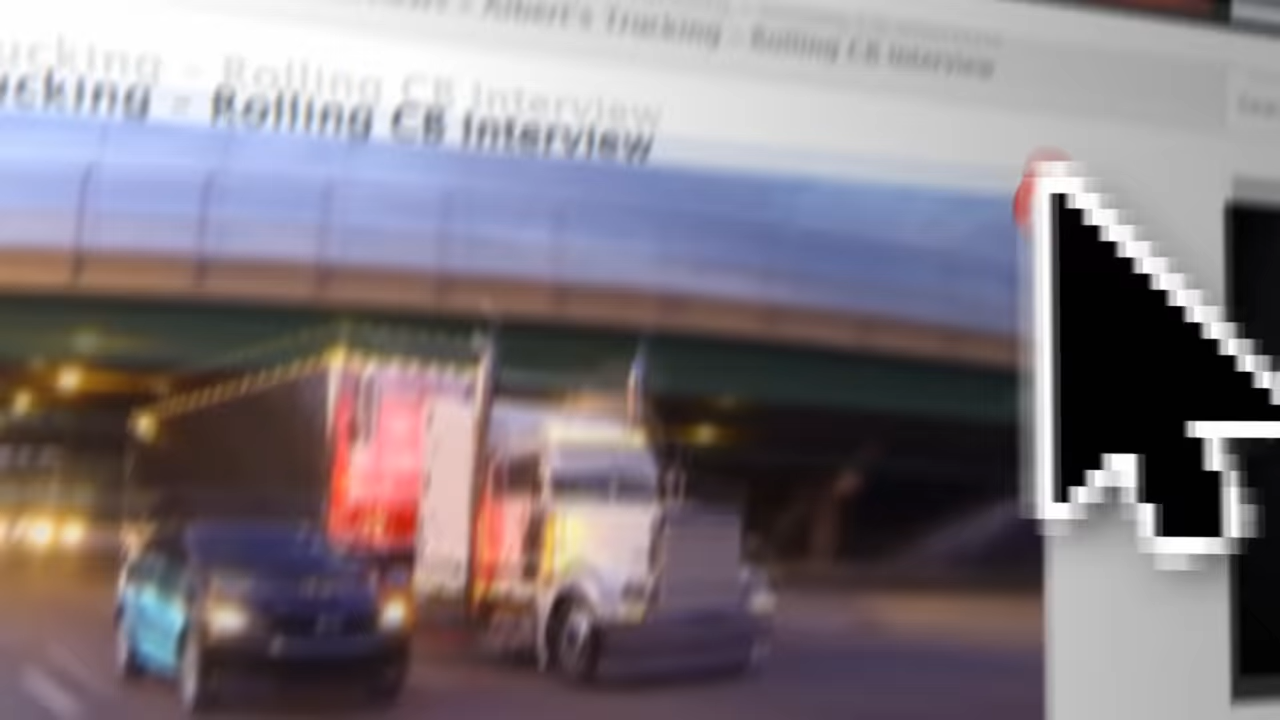 Albert's Trucking - Rolling CB Interview
ucking - Rolling CB Interview
ucking - Rolling CB Interview